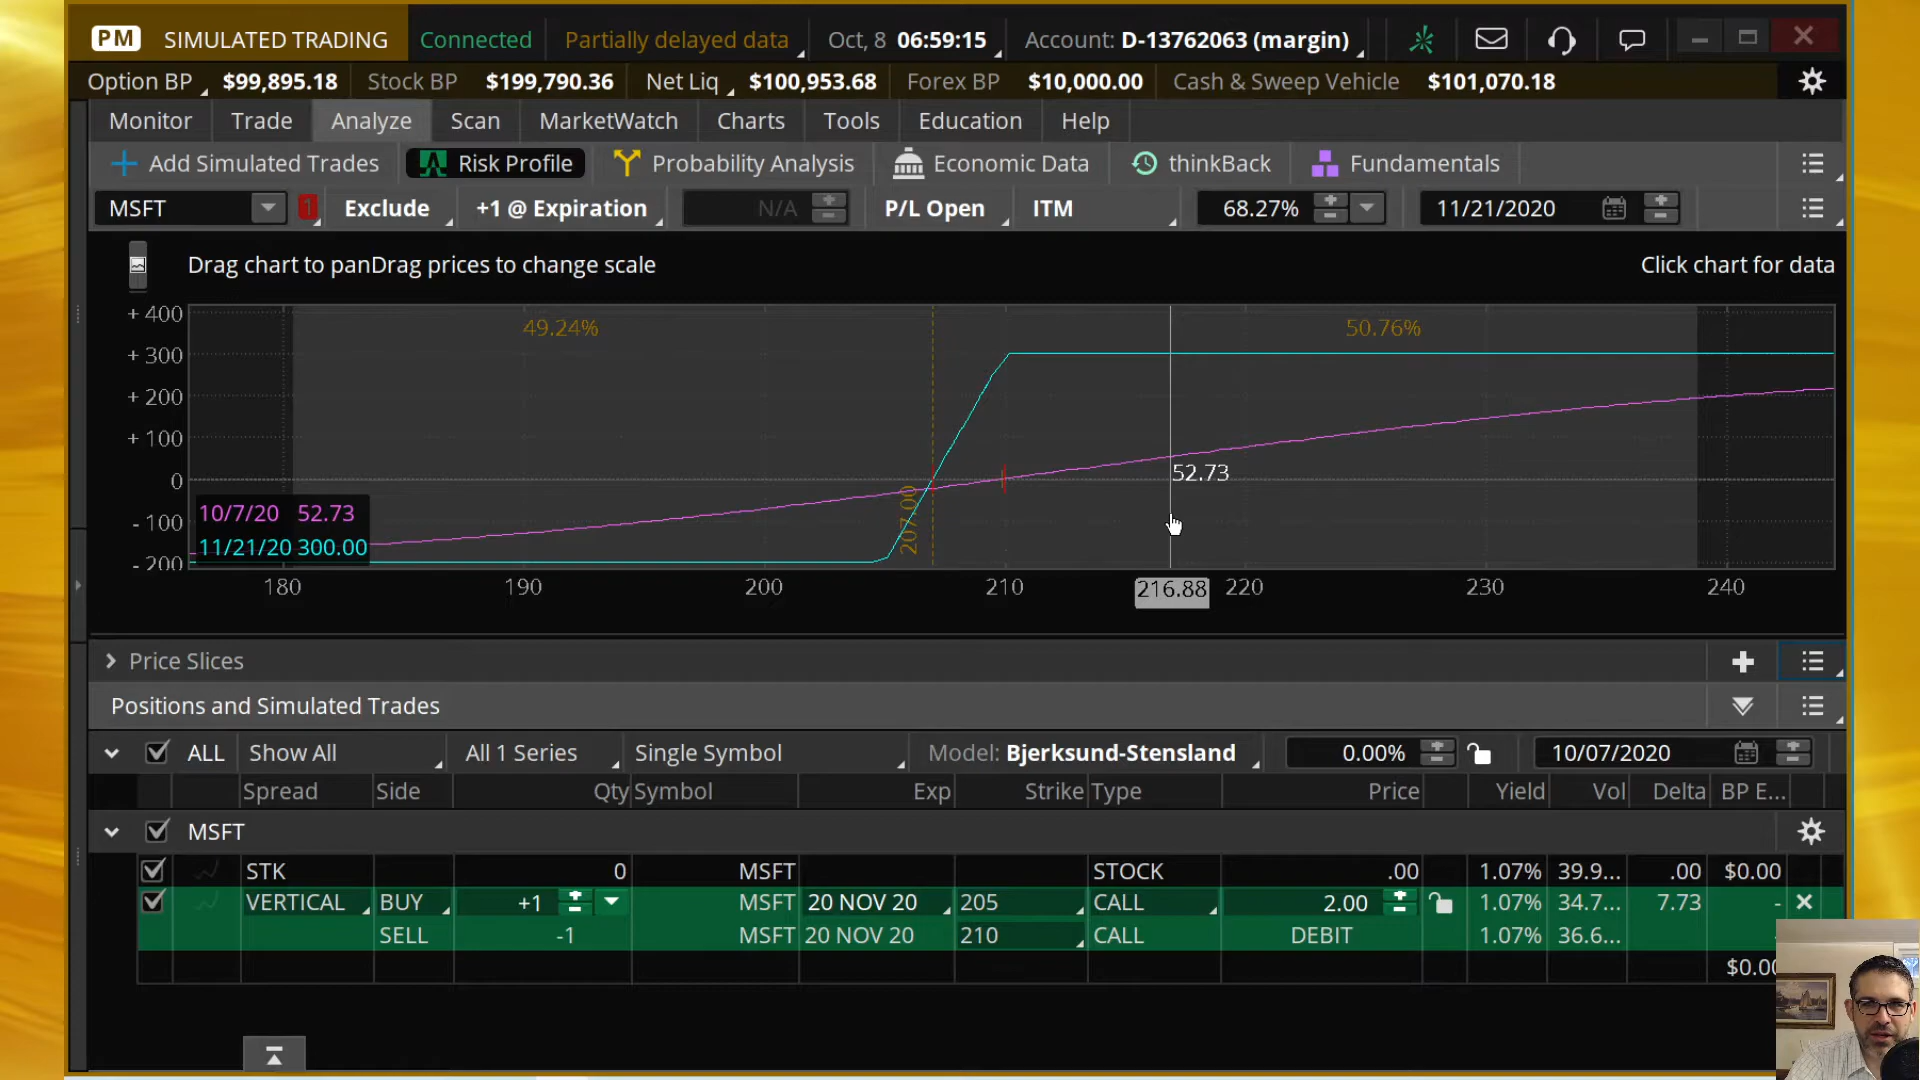 PM SIMULATED TRADING Connected Partially delayed data Oct, 8 06:59:15 Account: D-13762063 (margin)
Option BP $99,895.18 Stock BP $199,790.36 Net Liq $100,953.68 Forex BP $10,000.00 Cash & Sweep Vehicle $101,070.18
Monitor Trade Analyze Scan MarketWatch Charts Tools Education Help
Add Simulated Trades Risk Profile Probability Analysis Economic Data thinkBack Fundamentals
MSFT 1 Exclude +1 @ Expiration N/A P/L Open ITM 68.27% 11/21/2020
Drag chart to panDrag prices to change scale Click chart for data
+ 400
49.24% 50.76%
+ 300
+ 200
+ 100
0 52.73
207.00
10/7/20 52.73
- 100
11/21/20 300.00
- 200
180 190 200 210 216.88 220 230 240
Price Slices
Positions and Simulated Trades
ALL Show All All 1 Series Single Symbol Model: Bjerksund-Stensland 0.00% 10/07/2020
Spread Side Qty Symbol Exp Strike Type Price Yield Vol Delta BP E...
MSFT
STK 0 MSFT STOCK .00 1.07% 39.9... .00 $0.00
VERTICAL BUY +1 MSFT 20 NOV 20 205 CALL 2.00 1.07% 34.7... 7.73 -
SELL -1 MSFT 20 NOV 20 210 CALL DEBIT 1.07% 36.6...